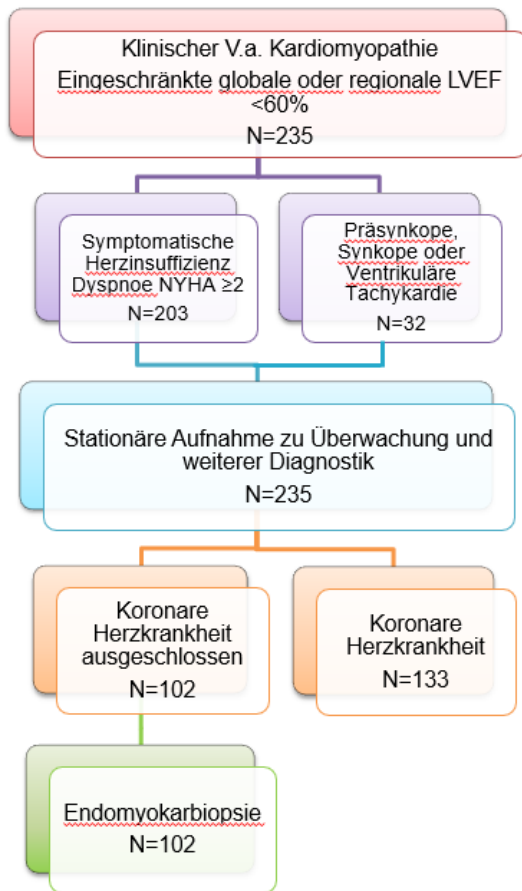 Klinischer V.a. Kardiomyopathie
Eingeschränkte globale oder regionale LVEF
<60%
N=235
Symptomatische
Herzinsuffizienz
Dyspnoe NYHA ≥2
N=203
Präsynkope,
Synkope oder
Ventrikuläre
Tachykardie
N=32
Stationäre Aufnahme zu Überwachung und
weiterer Diagnostik
N=235
Koronare
Herzkrankheit
ausgeschlossen
N=102
Koronare
Herzkrankheit
N=133
Endomyokarbiopsie
N=102